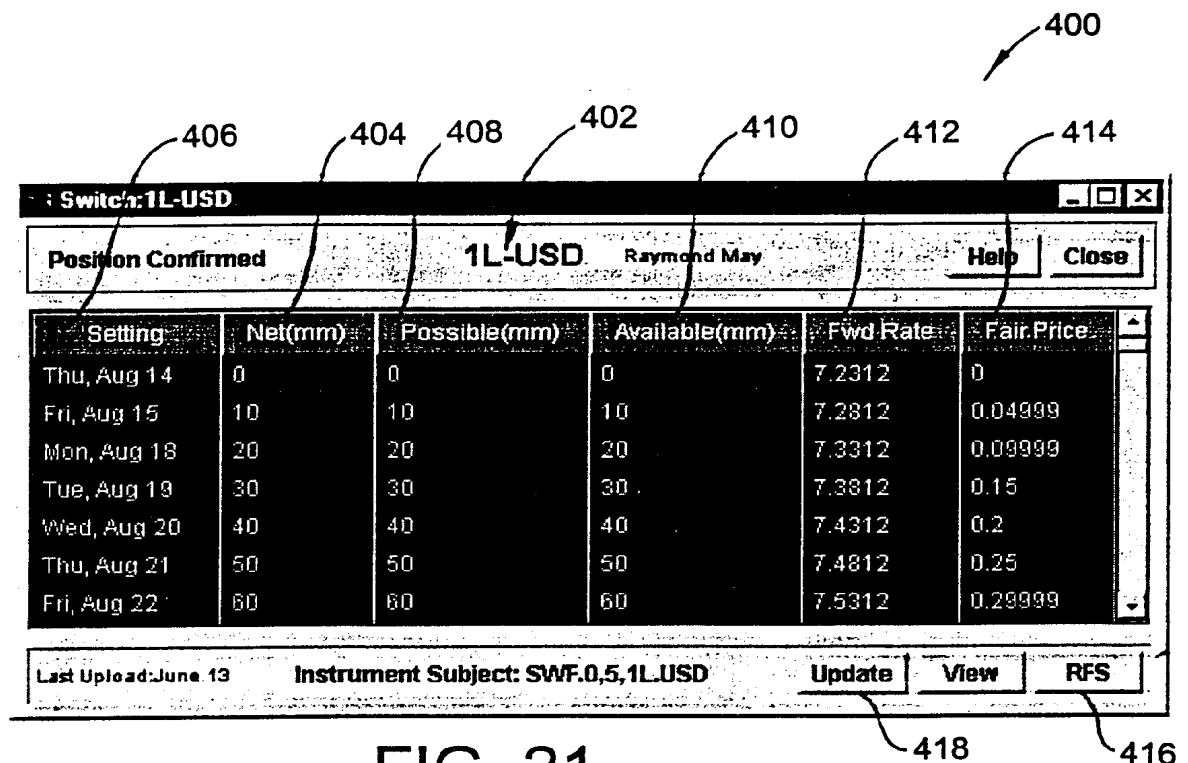 400
406 404 408 402 410 412 414
Switch:1L-USD
Position Confirmed 1L-USD Raymond May Help Close
Setting Net(mm) Possible(mm) Available(mm) Fwd Rate Fair.Price
Thu, Aug 14 0 0 0 7.2312 0
Fri, Aug 15 10 10 10 7.2812 0.04999
Mon, Aug 18 20 20 20 7.3312 0.09999
Tue, Aug 19 30 30 30 7.3812 0.15
Wed, Aug 20 40 40 40 7.4312 0.2
Thu, Aug 21 50 50 50 7.4812 0.25
Fri, Aug 22 60 60 60 7.5312 0.29999
Last Upload:June 13 Instrument Subject: SWF.0,5,1L.USD Update View RFS
418 416
FIG. 31